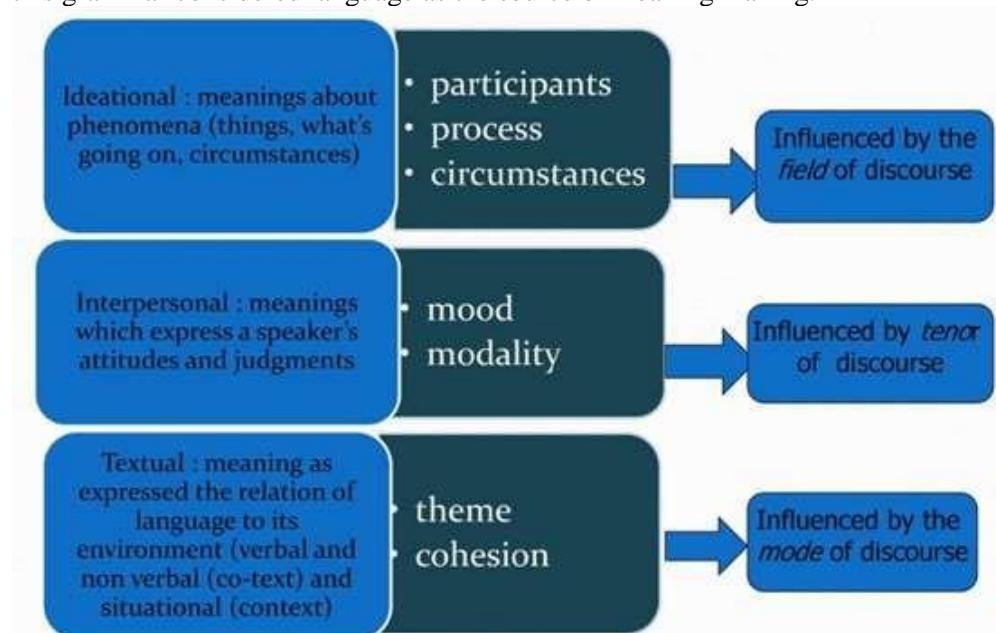 Ideational : meanings about
phenomena (things, what's
going on, circumstances)
• participants
• process
• circumstances
Influenced by the
field of discourse
Interpersonal : meanings
which express a speaker's
attitudes and judgments
• mood
• modality
Influenced by tenor
of discourse
Textual : meaning as
expressed the relation of
language to its
environment (verbal and
non verbal (co-text) and
situational (context)
• theme
• cohesion
Influenced by the
mode of discourse